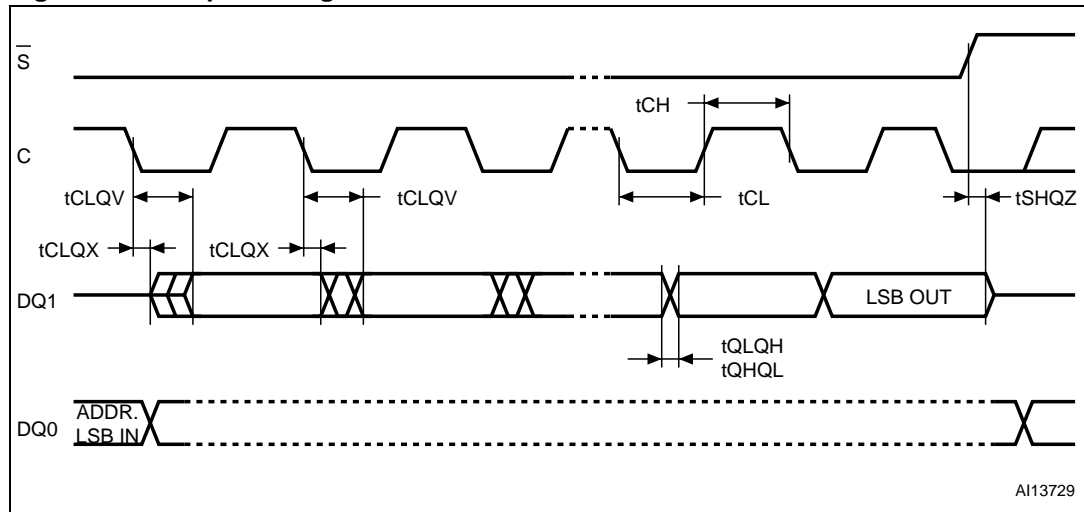 S
tCH
C
tCLQV
tCLQV
tCL
tSHQZ
tCLQX
tCLQX
DQ1
LSB OUT
tQLQH
tQHQL
ADDR.
DQ0
LSB IN
AI13729